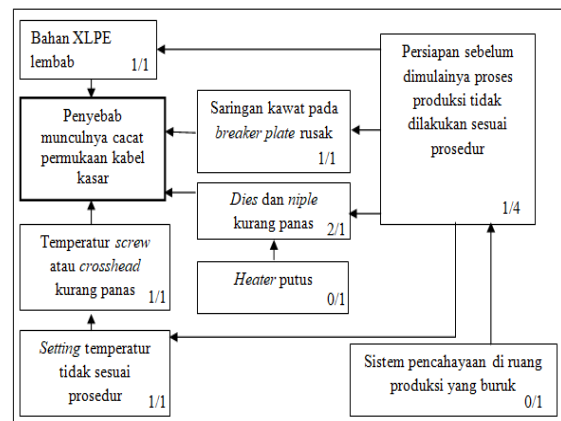 Bahan XLPE
lembab
1/1
Persiapan sebelum
dimulainya proses
produksi tidak
dilakukan sesuai
prosedur
1/4
Penyebab
munculnya cacat
permukaan kabel
kasar
Saringan kawat pada
breaker plate rusak
1/1
Dies dan niple
kurang panas
2/1
Temperatur screw
atau crosshead
kurang panas
1/1
Heater putus
0/1
Setting temperatur
tidak sesuai
prosedur
1/1
Sistem pencahayaan di ruang
produksi yang buruk
0/1